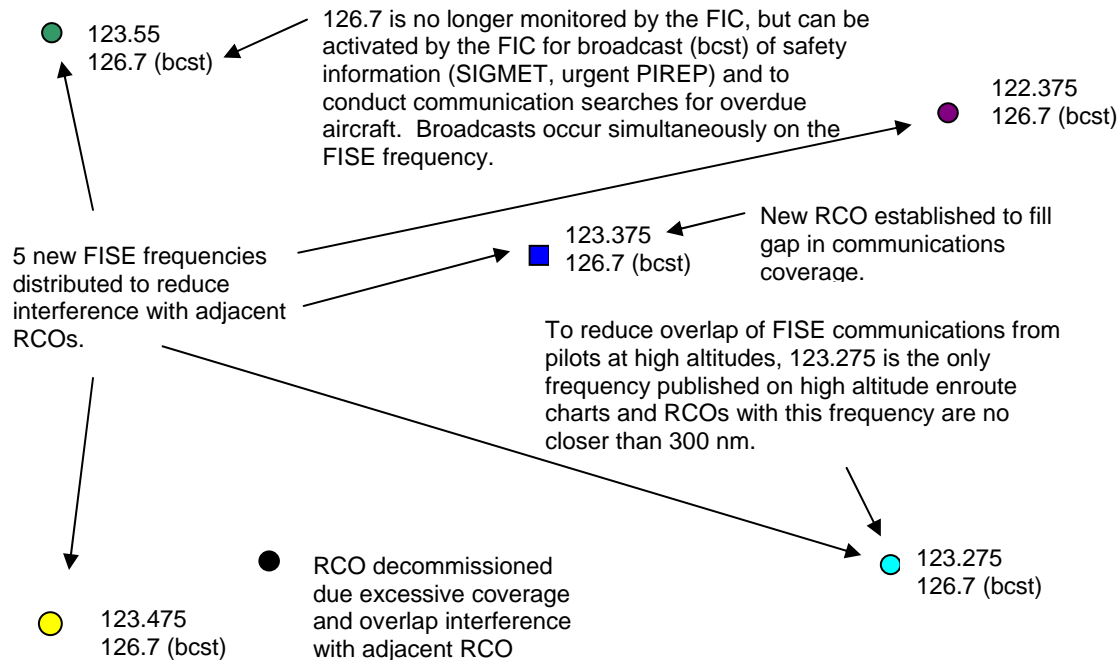 123.55
126.7 (bcst)
126.7 is no longer monitored by the FIC, but can be
activated by the FIC for broadcast (bcst) of safety
information (SIGMET, urgent PIREP) and to
conduct communication searches for overdue
aircraft.  Broadcasts occur simultaneously on the
FISE frequency.
122.375
126.7 (bcst)
5 new FISE frequencies
distributed to reduce
interference with adjacent
RCOs.
123.375
126.7 (bcst)
New RCO established to fill
gap in communications
coverage.
To reduce overlap of FISE communications from
pilots at high altitudes, 123.275 is the only
frequency published on high altitude enroute
charts and RCOs with this frequency are no
closer than 300 nm.
123.275
126.7 (bcst)
123.475
126.7 (bcst)
RCO decommissioned
due excessive coverage
and overlap interference
with adjacent RCO